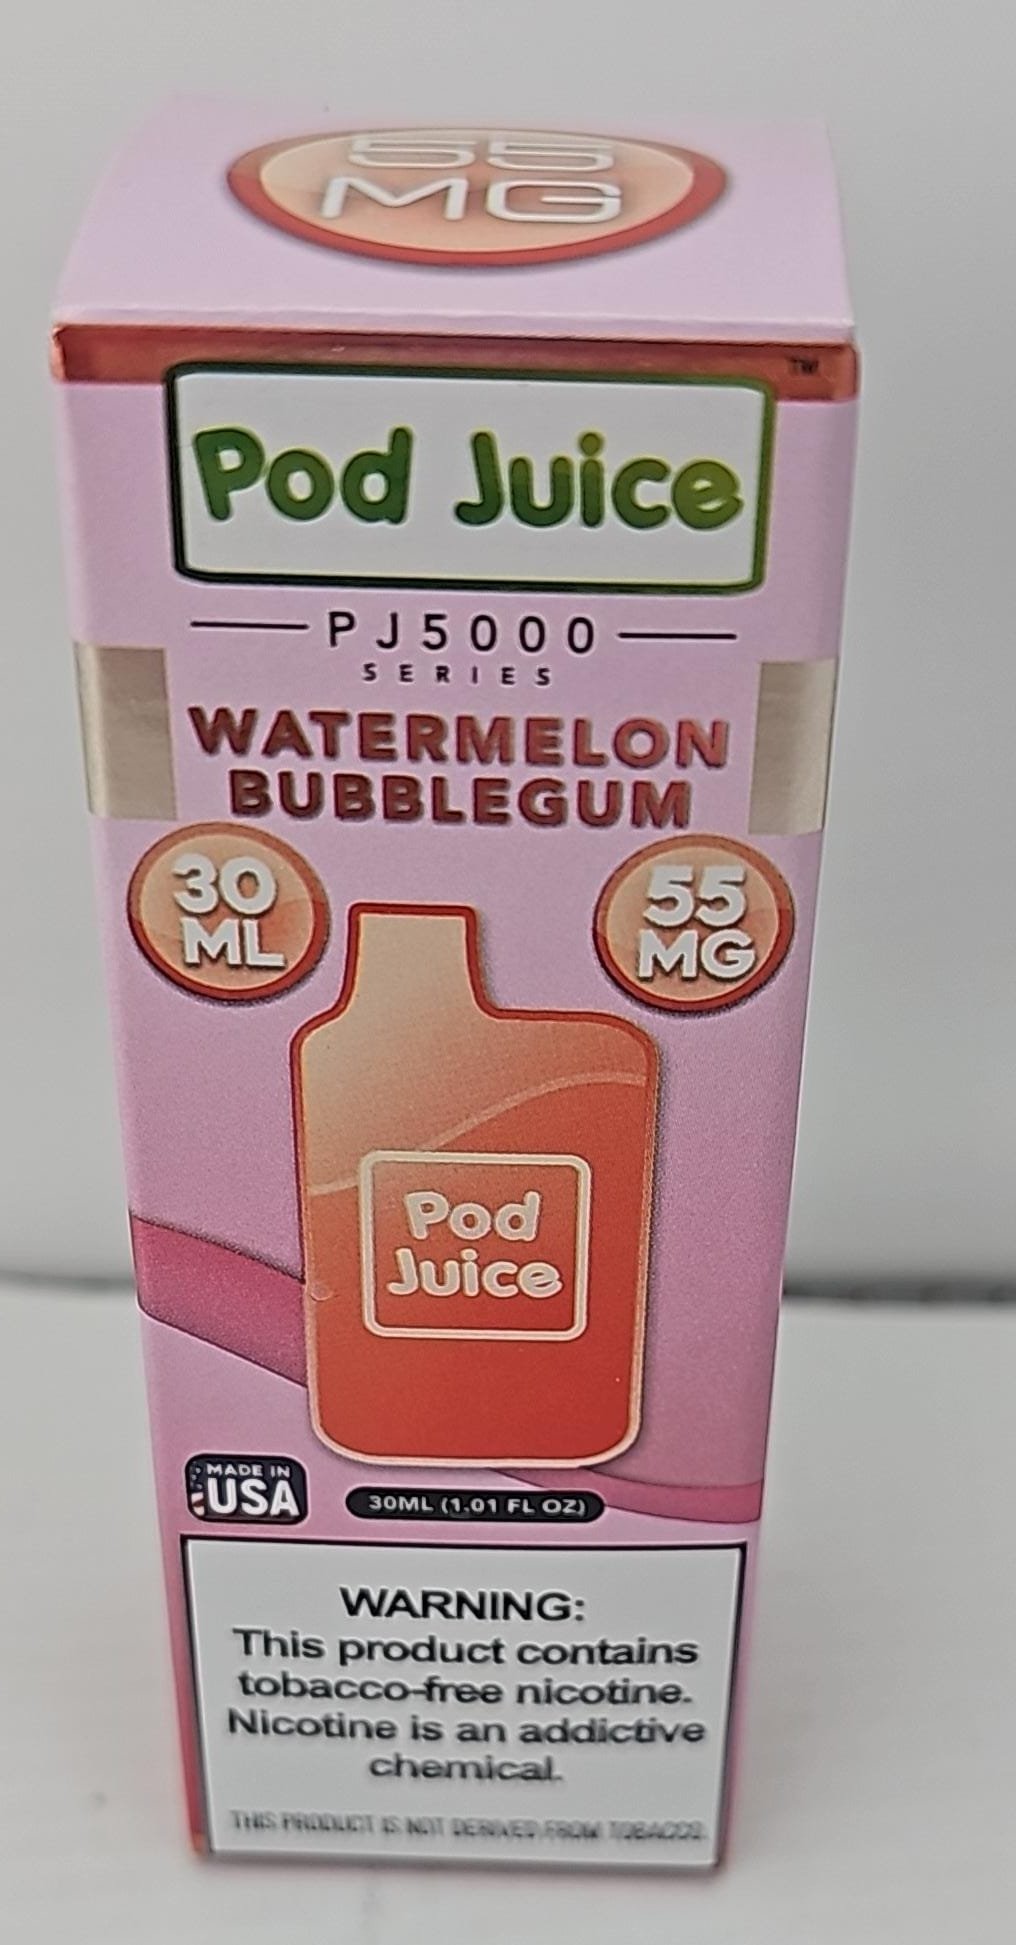 55
MG
TM
Pod Juice
PJ5000
SERIES
WATERMELON
BUBBLEGUM
30
ML
55
MG
Pod
Juice
MADE IN
USA
30ML (1.01 FL OZ)
WARNING:
This product contains
tobacco-free nicotine.
Nicotine is an addictive
chemical.
THIS PRODUCT IS NOT DERIVED FROM TOBACCO.